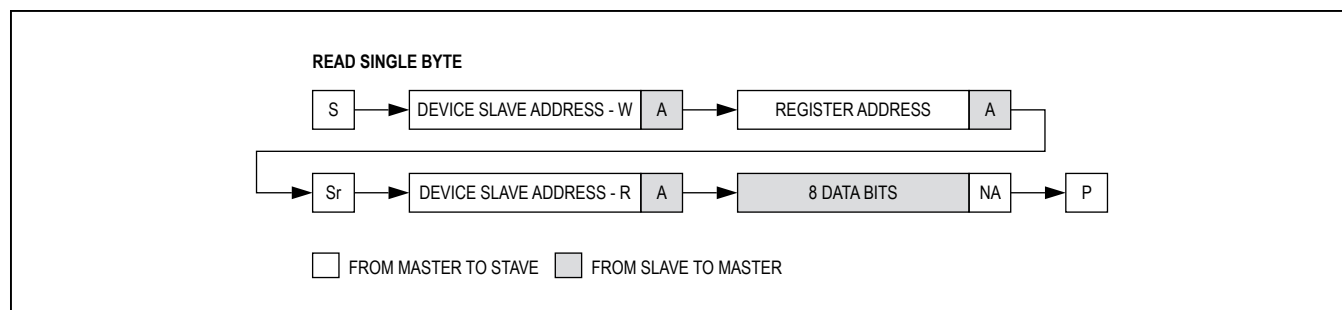 READ SINGLE BYTE
S DEVICE SLAVE ADDRESS - W A REGISTER ADDRESS A
Sr DEVICE SLAVE ADDRESS - R A 8 DATA BITS NA P
FROM MASTER TO STAVE FROM SLAVE TO MASTER